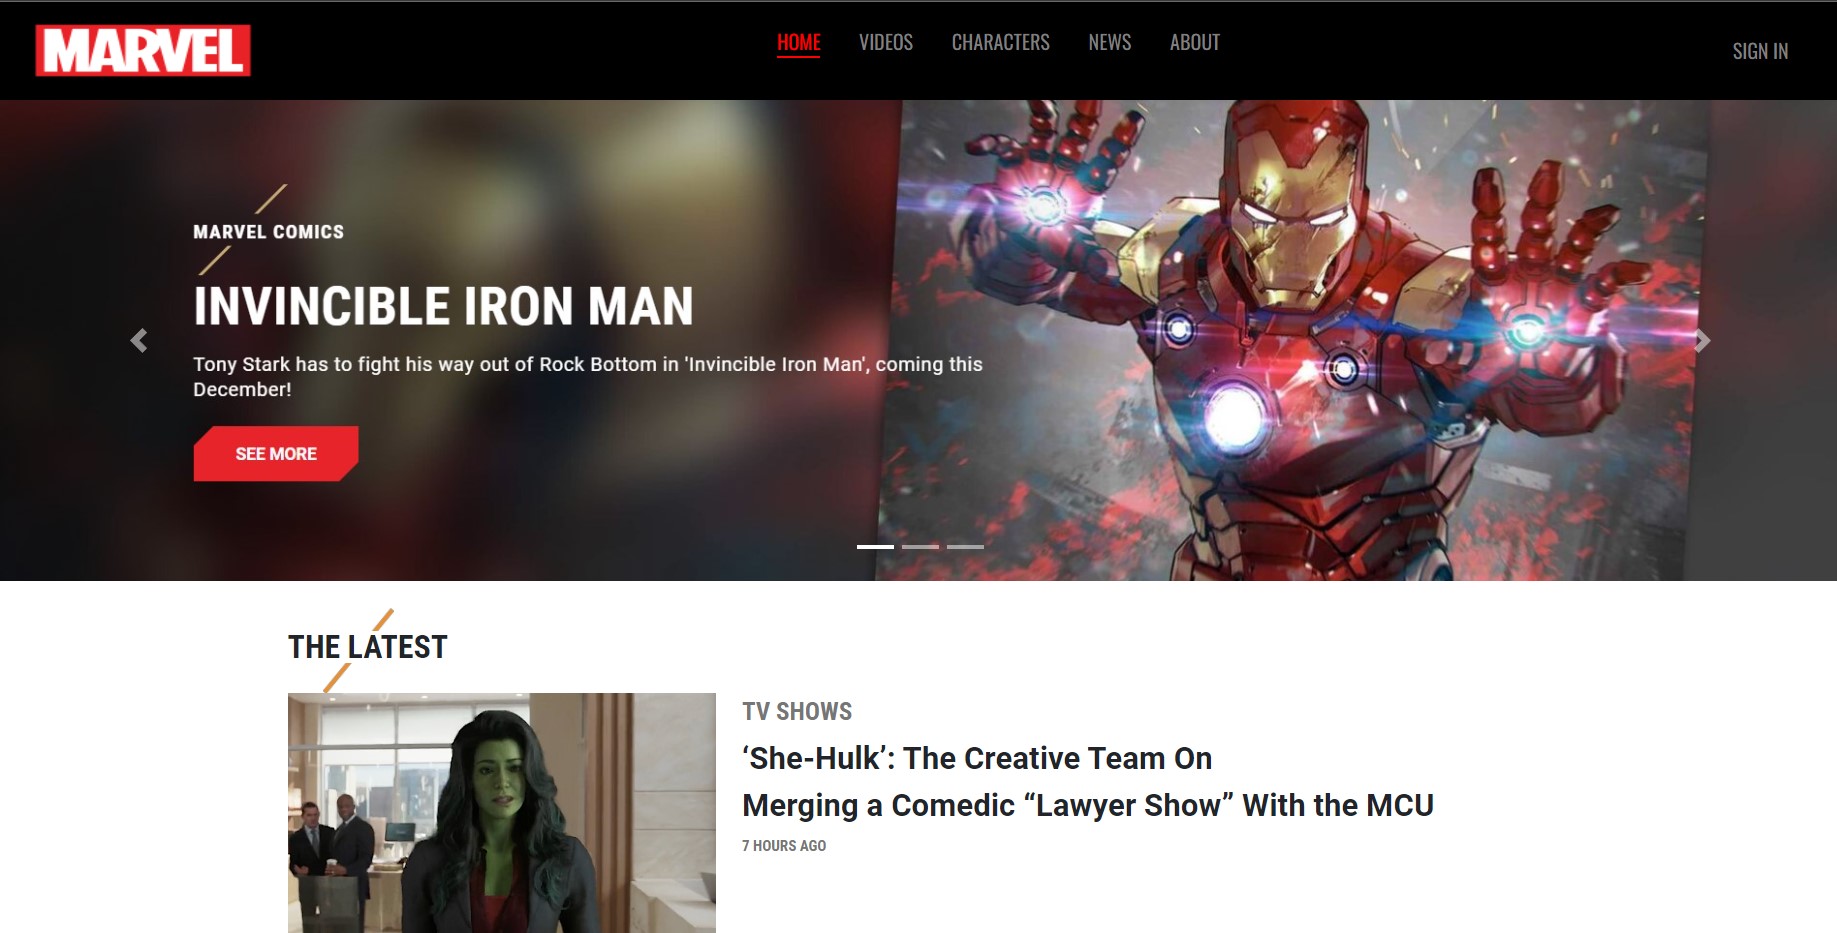 MARVEL
HOME VIDEOS CHARACTERS NEWS ABOUT
SIGN IN
MARVEL COMICS
INVINCIBLE IRON MAN
Tony Stark has to fight his way out of Rock Bottom in 'Invincible Iron Man', coming this
December!
SEE MORE
THE LATEST
TV SHOWS
‘She-Hulk’: The Creative Team On
Merging a Comedic “Lawyer Show” With the MCU
7 HOURS AGO